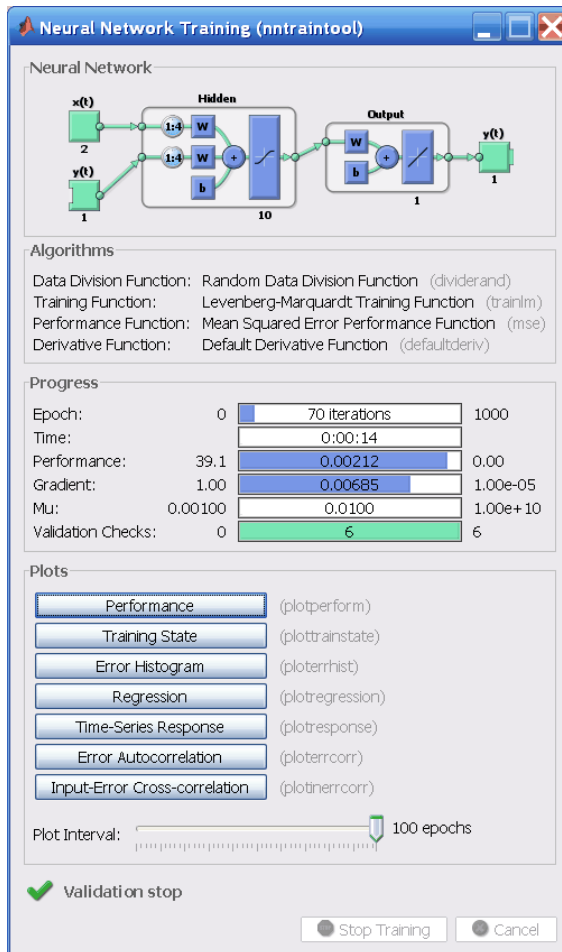 Neural Network Training (nntraintool)
Neural Network
Hidden
x(t)
1:4 W
2
Output
y(t)
W
y(t)
1:4 W
+
+
b
b
1
1
10
1
Algorithms
Data Division Function: Random Data Division Function (dividerand)
Training Function: Levenberg-Marquardt Training Function (trainlm)
Performance Function: Mean Squared Error Performance Function (mse)
Derivative Function: Default Derivative Function (defaultderiv)
Progress
Epoch: 0 70 iterations 1000
Time: 0:00:14
Performance: 39.1 0.00212 0.00
Gradient: 1.00 0.00685 1.00e-05
Mu: 0.00100 0.0100 1.00e+10
Validation Checks: 0 6 6
Plots
Performance (plotperform)
Training State (plottrainstate)
Error Histogram (ploterrhist)
Regression (plotregression)
Time-Series Response (plotresponse)
Error Autocorrelation (ploterrcorr)
Input-Error Cross-correlation (plotinerrcorr)
Plot Interval: 100 epochs
Validation stop
Stop Training Cancel